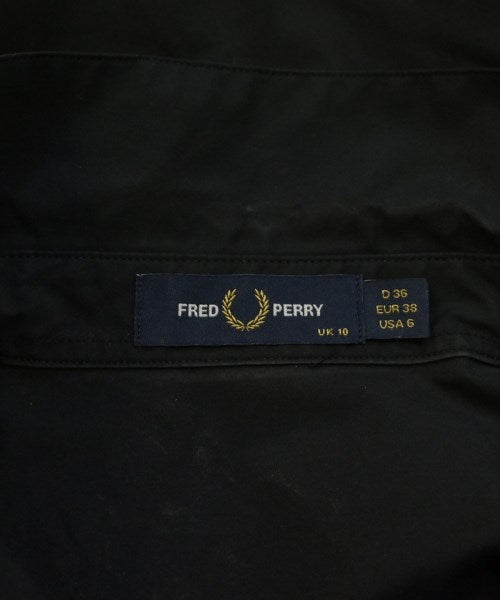 FRED PERRY
UK 10
D 36
EUR 38
USA 6